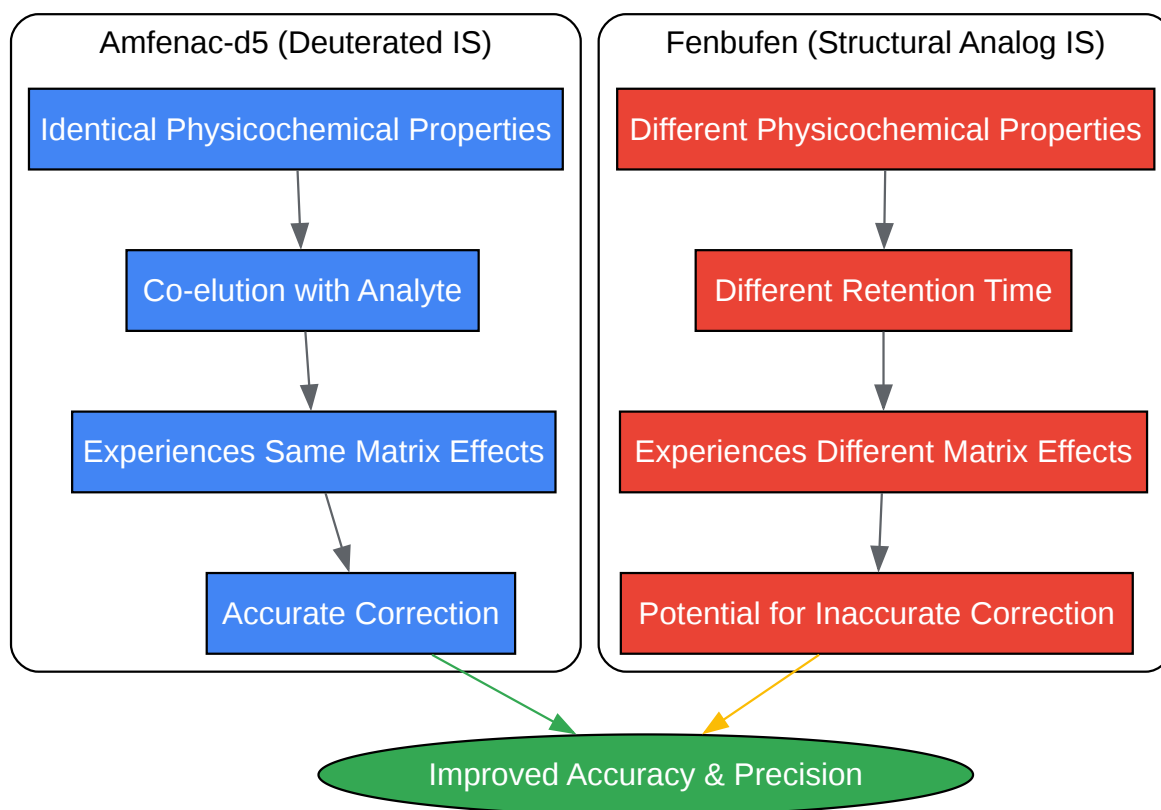 Amfenac-d5 (Deuterated IS)
Identical Physicochemical Properties
Co-elution with Analyte
Experiences Same Matrix Effects
Accurate Correction
Fenbufen (Structural Analog IS)
Different Physicochemical Properties
Different Retention Time
Experiences Different Matrix Effects
Potential for Inaccurate Correction
Improved Accuracy & Precision